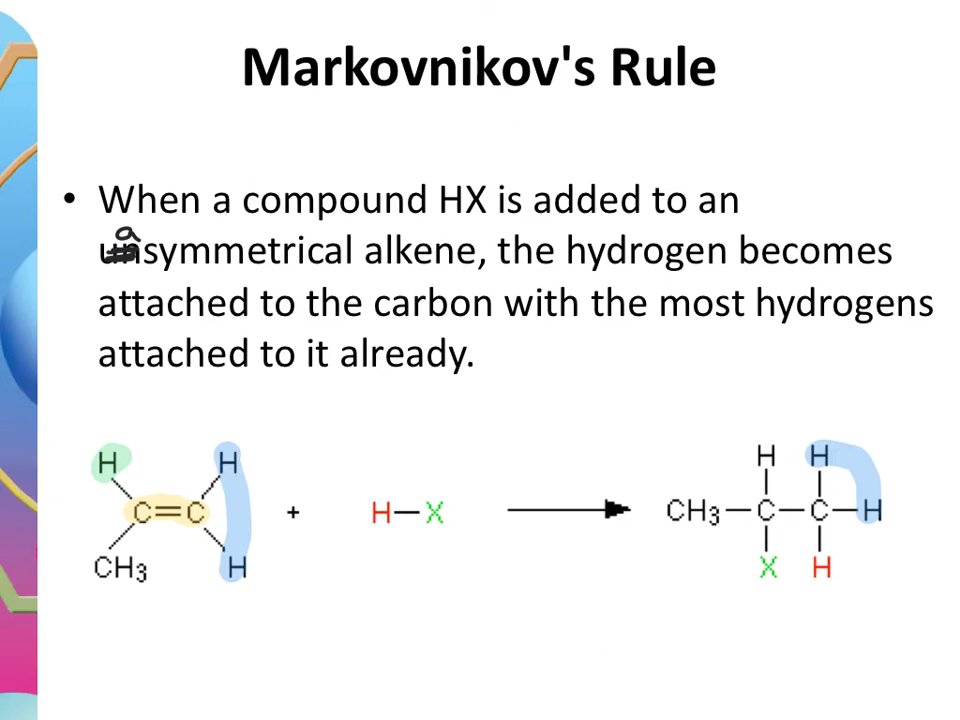 Markovnikov's Rule
• When a compound HX is added to an
unsymmetrical alkene, the hydrogen becomes
attached to the carbon with the most hydrogens
attached to it already.
a
H H H H
C=C + H—X CH3—C—C—H
CH3 H X H